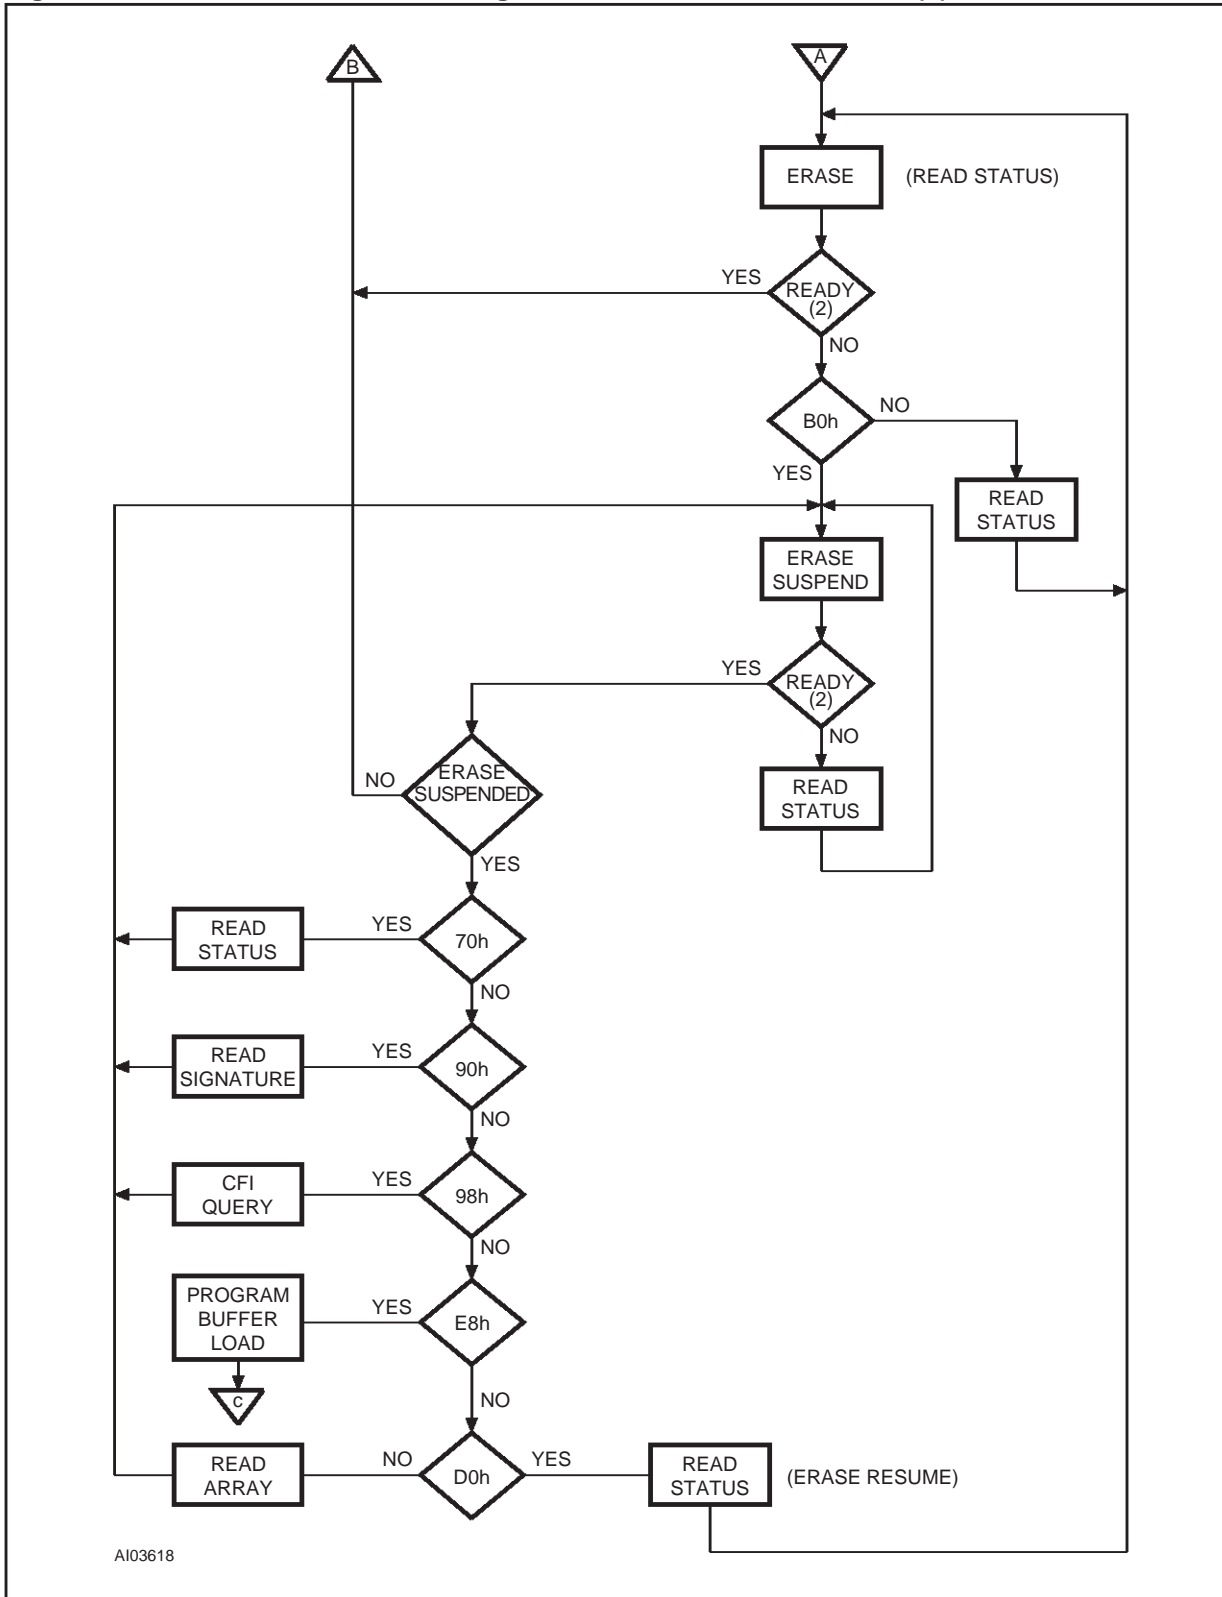 B
A
ERASE
(READ STATUS)
YES
READY
(2)
NO
B0h
NO
YES
READ
STATUS
ERASE
SUSPEND
YES
READY
(2)
NO
ERASE
SUSPENDED
NO
READ
STATUS
YES
READ
STATUS
YES
70h
NO
READ
SIGNATURE
YES
90h
NO
CFI
QUERY
YES
98h
NO
PROGRAM
BUFFER
LOAD
YES
E8h
c
NO
READ
ARRAY
NO
D0h
YES
READ
STATUS
(ERASE RESUME)
AI03618